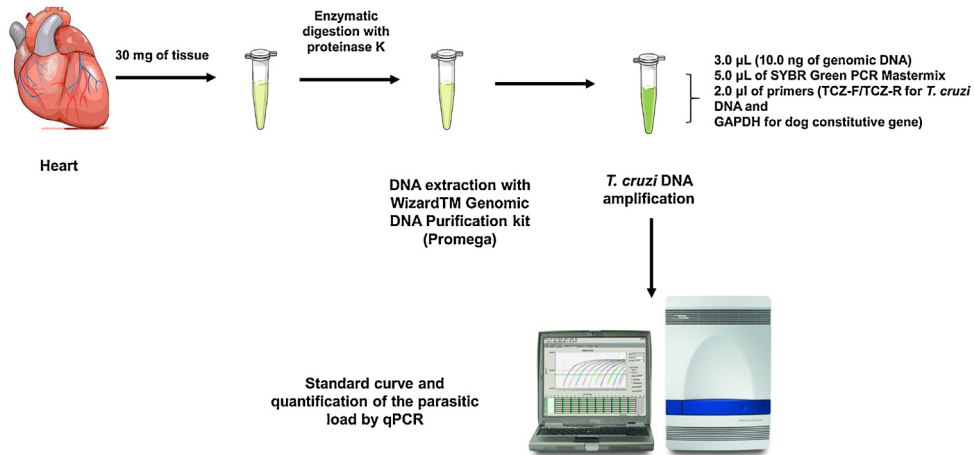 30 mg of tissue
Enzymatic
digestion with
proteinase K
3.0 µL (10.0 ng of genomic DNA)
5.0 µL of SYBR Green PCR Mastermix
2.0 µl of primers (TCZ-F/TCZ-R for T. cruzi
DNA and
GAPDH for dog constitutive gene)
Heart
DNA extraction with
WizardTM Genomic
DNA Purification kit
(Promega)
T. cruzi DNA
amplification
Standard curve and
quantification of the parasitic
load by qPCR